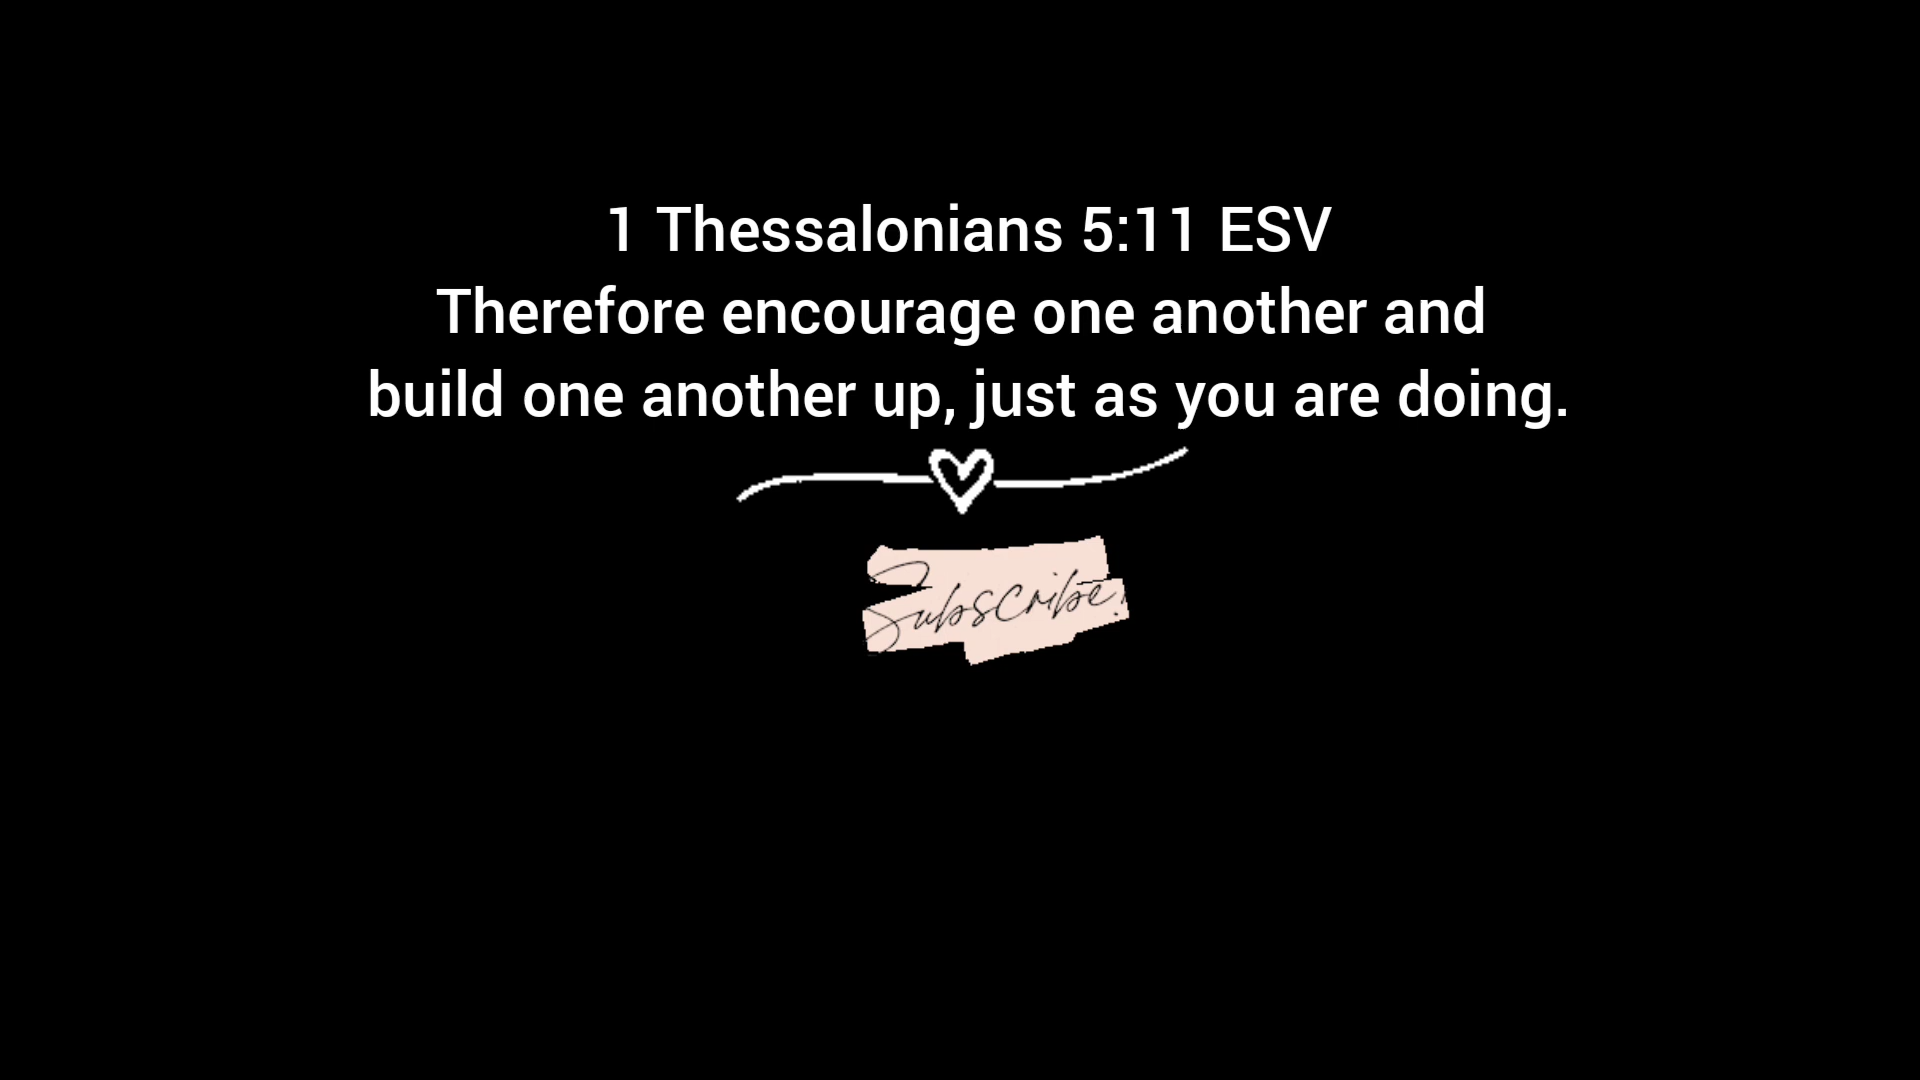 1 Thessalonians 5:11 ESV
Therefore encourage one another and
build one another up, just as you are doing.
Subscribe!